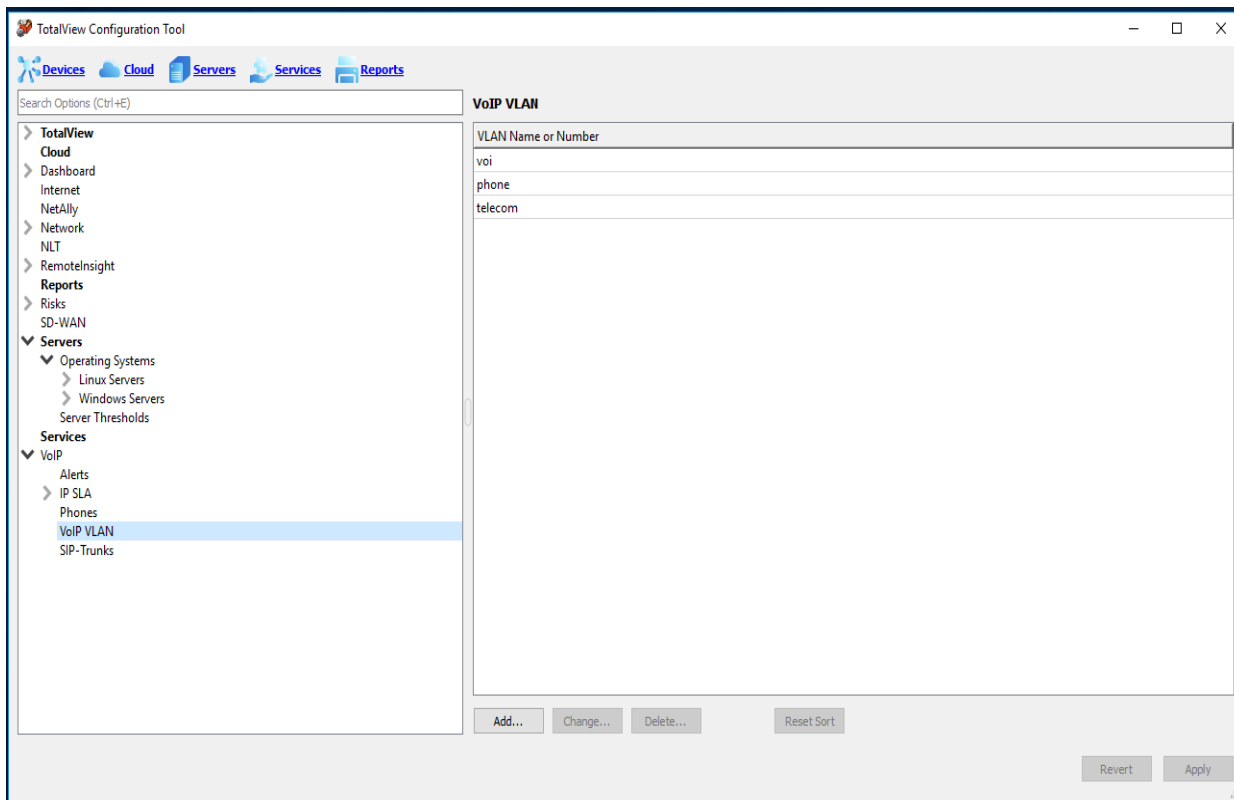 TotalView Configuration Tool
Devices Cloud Servers Services Reports
Search Options (Ctrl+E)
TotalView
Cloud
Dashboard
Internet
NetAlly
Network
NLT
RemoteInsight
Reports
Risks
SD-WAN
Servers
Operating Systems
Linux Servers
Windows Servers
Server Thresholds
Services
VoIP
Alerts
IP SLA
Phones
VoIP VLAN
SIP-Trunks
VoIP VLAN
VLAN Name or Number
voi
phone
telecom
Add... Change... Delete... Reset Sort
Revert Apply